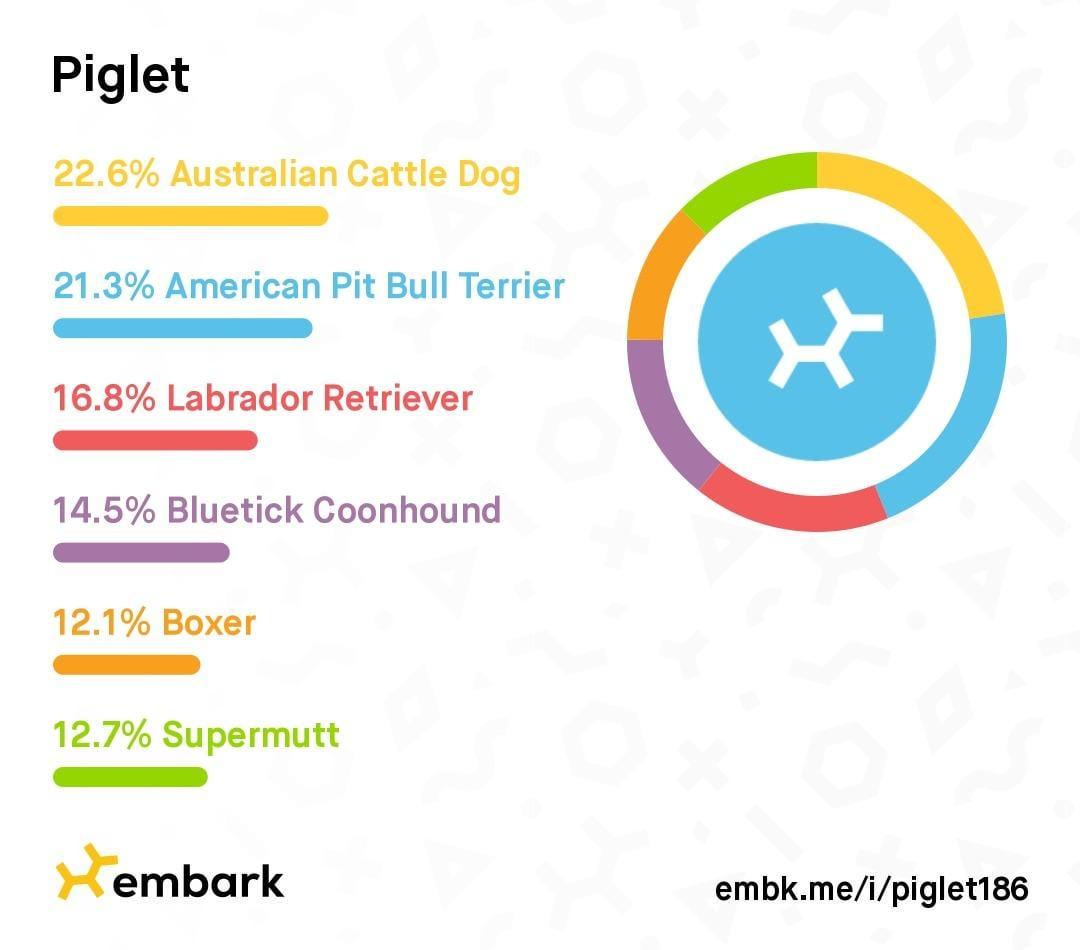 Piglet
22.6% Australian Cattle Dog
21.3% American Pit Bull Terrier
16.8% Labrador Retriever
14.5% Bluetick Coonhound
12.1% Boxer
12.7% Supermutt
embark
embk.me/i/piglet186